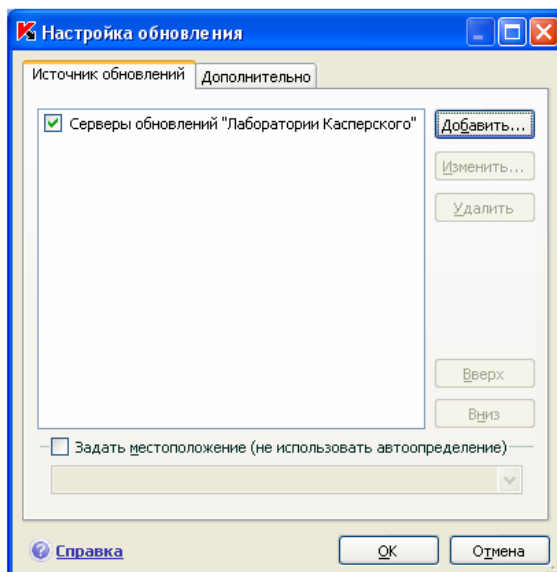 Настройка обновления
Источник обновлений Дополнительно
Серверы обновлений "Лаборатории Касперского"
Добавить...
Изменить...
Удалить
Вверх
Вниз
Задать местоположение (не использовать автоопределение)
Справка ОК Отмена